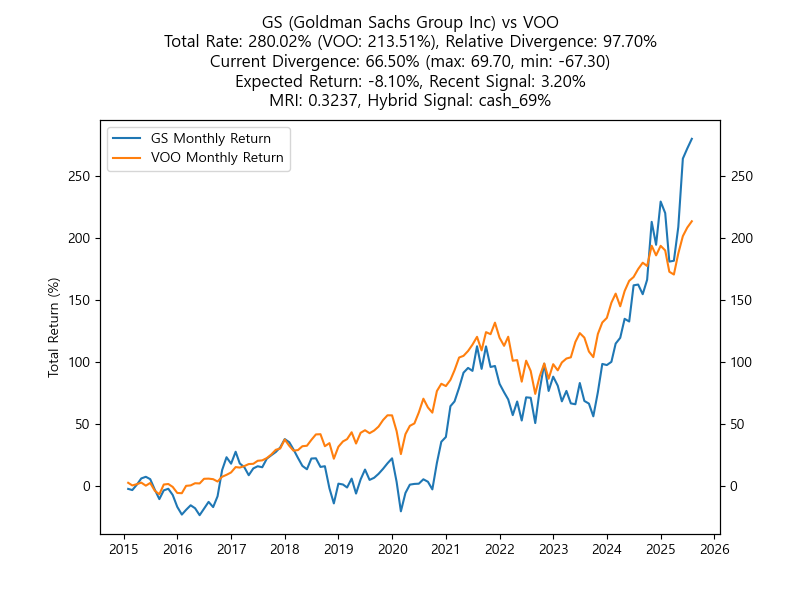 GS (Goldman Sachs Group Inc) vs VOO
Total Rate: 280.02% (VOO: 213.51%), Relative Divergence: 97.70%
Current Divergence: 66.50% (max: 69.70, min: -67.30)
Expected Return: -8.10%, Recent Signal: 3.20%
MRI: 0.3237, Hybrid Signal: cash_69%
GS Monthly Return
VOO Monthly Return
Total Return (%)
250
200
150
100
50
0
250
200
150
100
50
0
2015 2016 2017 2018 2019 2020 2021 2022 2023 2024 2025 2026